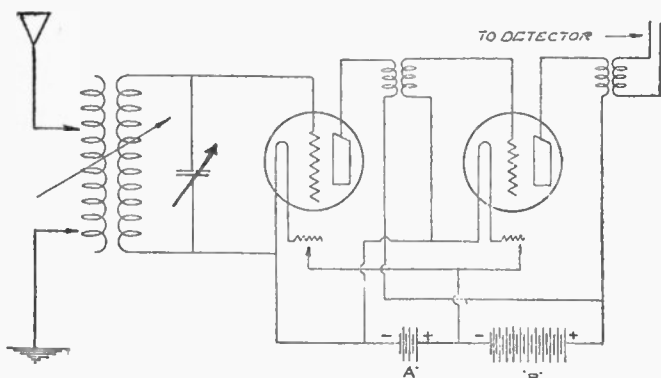 TO DETECTOR
- + - +
"A" "B"